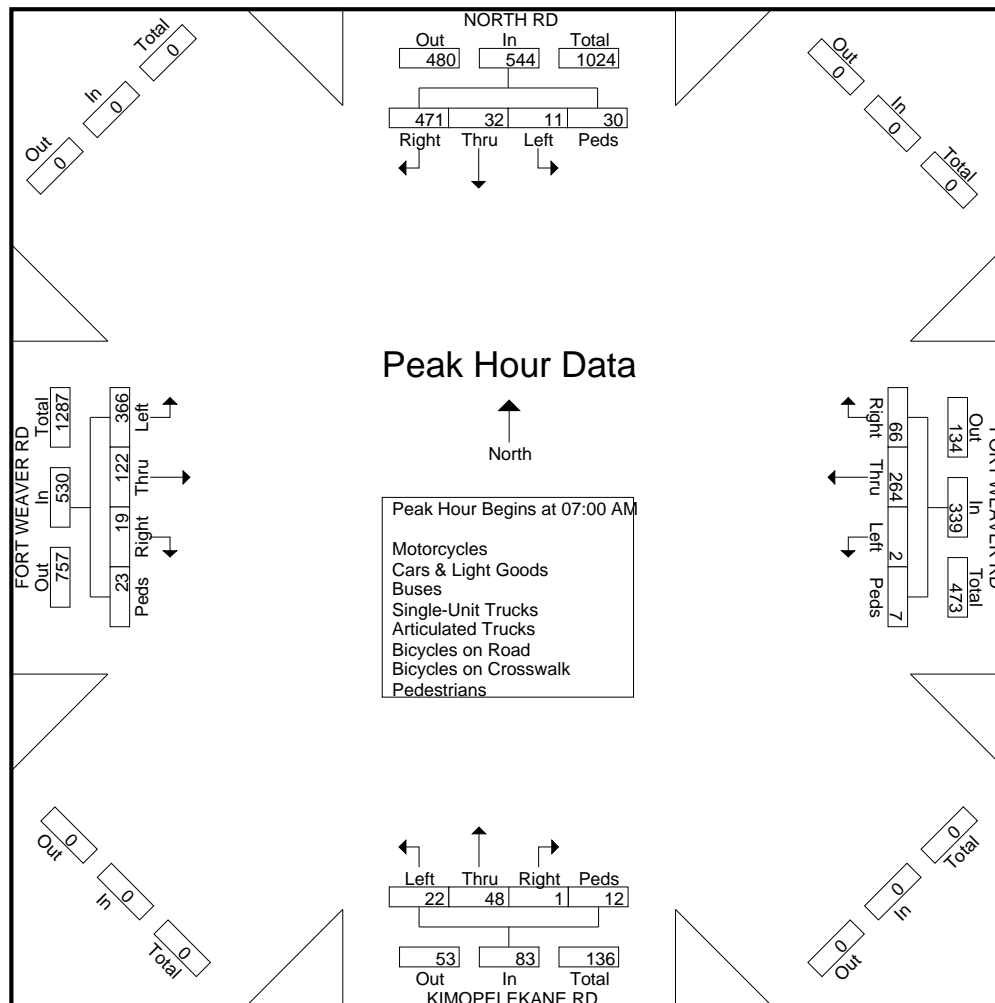 NORTH RD
Out In Total
480 544 1024
471 32 11 30
Right Thru Left Peds
Total
0
In
0
Out
0
Out
0
In
0
Total
0
Peak Hour Data
North
FORT WEAVER RD
Out In Total
757 530 1287
23 19 122 366
Peds Right Thru Left
Right Thru Left Peds
66 264 2 7
Out In Total
134 339 473
FORT WEAVER RD
Peak Hour Begins at 07:00 AM
Motorcycles
Cars & Light Goods
Buses
Single-Unit Trucks
Articulated Trucks
Bicycles on Road
Bicycles on Crosswalk
Pedestrians
0
Out
0
In
0
Total
0
Total
0
In
0
Out
Left Thru Right Peds
22 48 1 12
53 83 136
Out In Total
KIMOPELEKANE RD